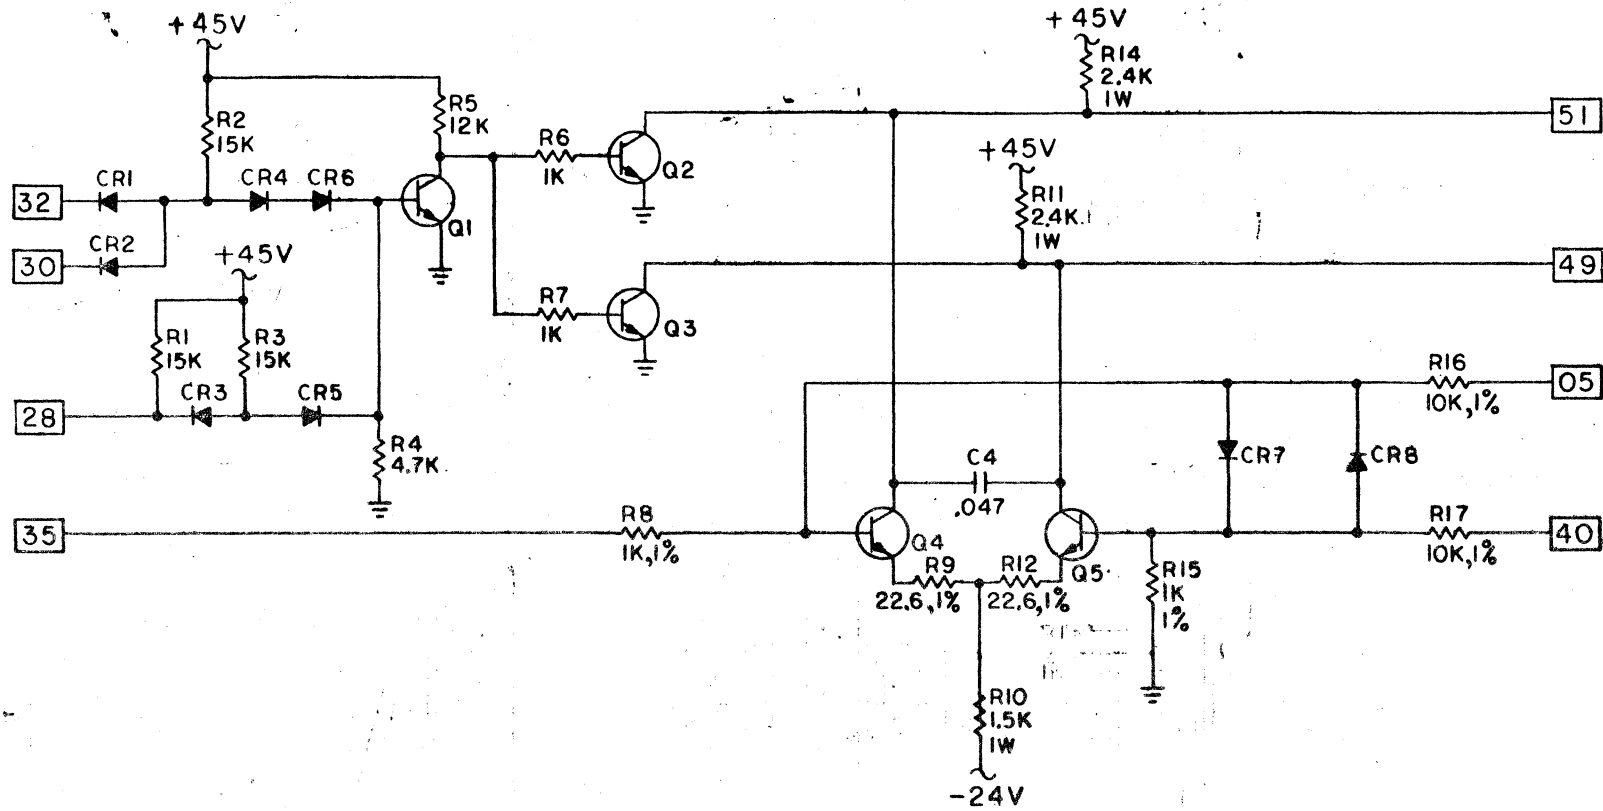 +45V
+45V
R14
2.4K
1W
R5
12K
R2
15K
51
R6
1K
Q2
+45V
CR1
CR4
CR6
32
Q1
R11
2.4K
1W
CR2
30
+45V
49
R7
1K
Q3
R1
15K
R3
15K
R16
10K,1%
05
CR3
CR5
28
R4
4.7K
C4
.047
CR7
CR8
35
R8
1K,1%
Q4
Q5
R17
10K,1%
40
R9
22.6,1%
R12
22.6,1%
R15
1K
1%
R10
1.5K
1W
-24V